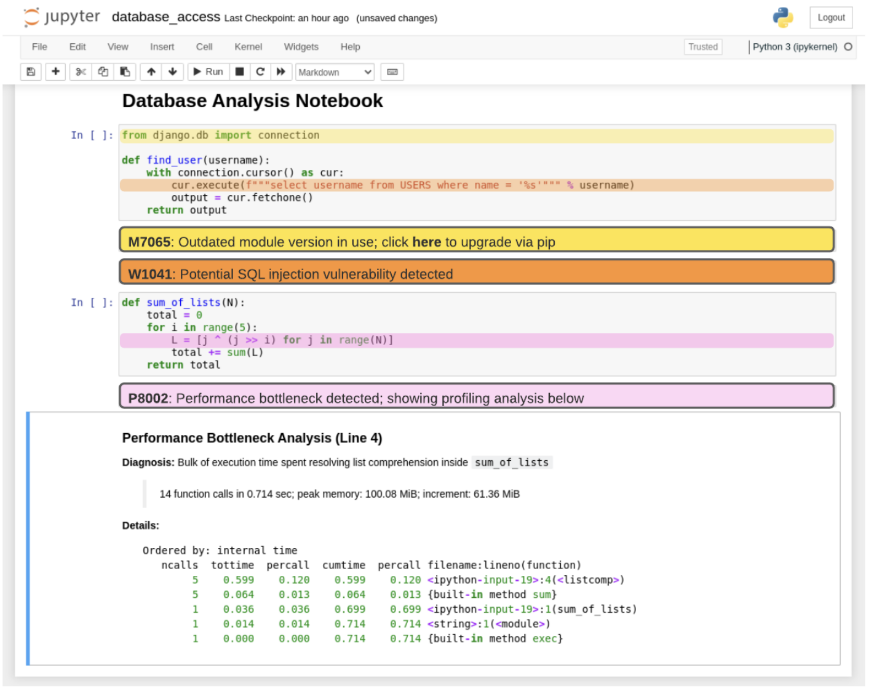 jupyter database_access Last Checkpoint: an hour ago (unsaved changes) Logout
File Edit View Insert Cell Kernel Widgets Help Trusted Python 3 (ipykernel)
Run Markdown
Database Analysis Notebook
In [ ]: from django.db import connection
def find_user(username):
    with connection.cursor() as cur:
        cur.execute(f"""select username from USERS where name = '%s'""" % username)
        output = cur.fetchone()
    return output
M7065: Outdated module version in use; click here to upgrade via pip
W1041: Potential SQL injection vulnerability detected
In [ ]: def sum_of_lists(N):
    total = 0
    for i in range(5):
        L = [j ^ (j >> i) for j in range(N)]
        total += sum(L)
    return total
P8002: Performance bottleneck detected; showing profiling analysis below
Performance Bottleneck Analysis (Line 4)
Diagnosis: Bulk of execution time spent resolving list comprehension inside sum_of_lists
14 function calls in 0.714 sec; peak memory: 100.08 MiB; increment: 61.36 MiB
Details:
Ordered by: internal time
ncalls tottime percall cumtime percall filename:lineno(function)
5 0.599 0.120 0.599 0.120 <ipython-input-19>:4(<listcomp>)
5 0.064 0.013 0.064 0.013 {built-in method sum}
1 0.036 0.036 0.699 0.699 <ipython-input-19>:1(sum_of_lists)
1 0.014 0.014 0.714 0.714 <string>:1(<module>)
1 0.000 0.000 0.714 0.714 {built-in method exec}